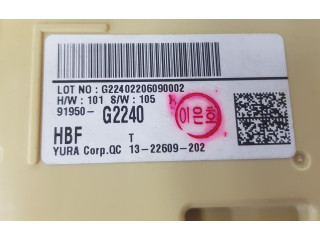 LOT NO : G22402206090002
H/W : 101 S/W : 105
91950- G2240
HBF T
YURA Corp.QC 13-22609-202